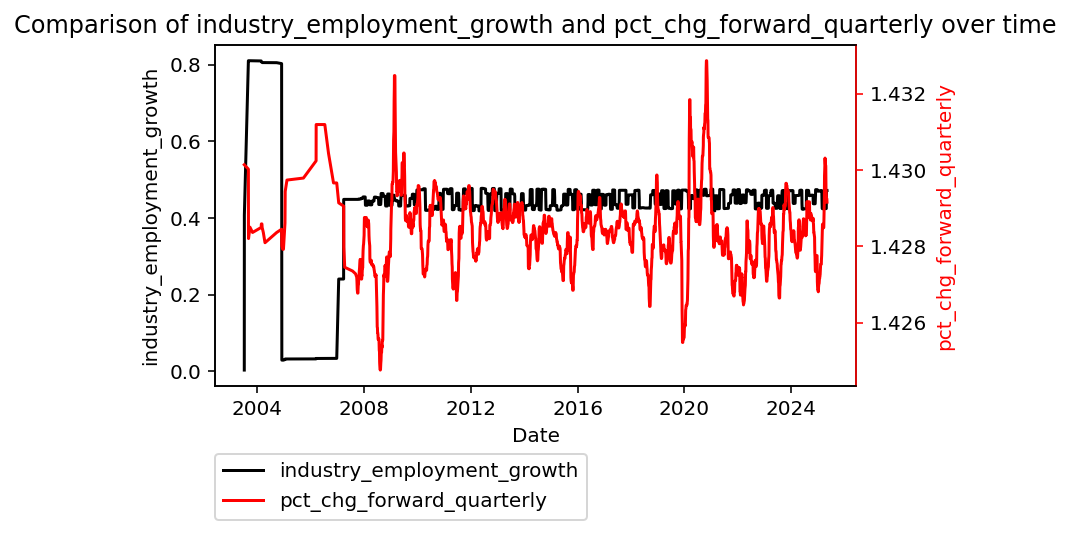 Comparison of industry_employment_growth and pct_chg_forward_quarterly over time
industry_employment_growth
0.8
0.6
0.4
0.2
0.0
1.432
1.430
1.428
1.426
pct_chg_forward_quarterly
2004 2008 2012 2016 2020 2024
Date
industry_employment_growth
pct_chg_forward_quarterly